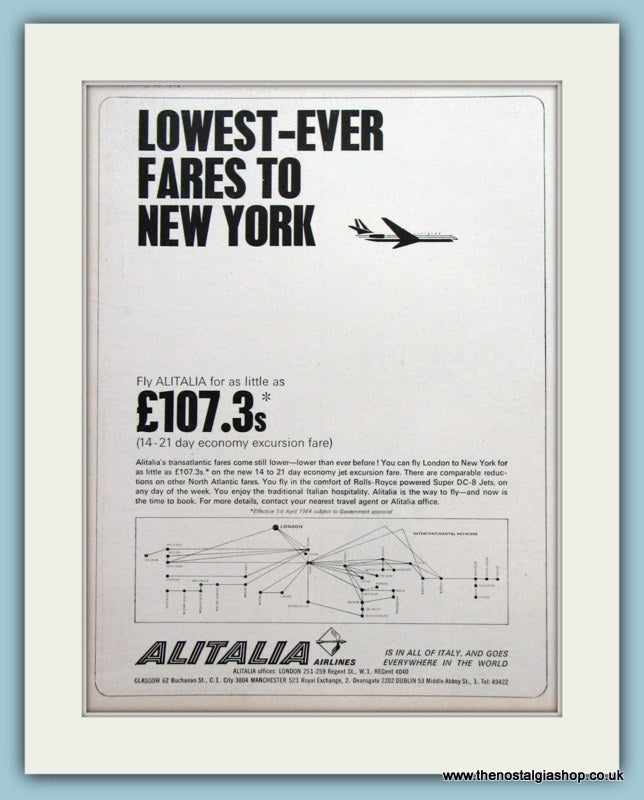 LOWEST-EVER
FARES TO
NEW YORK
Fly ALITALIA for as little as
£107.3s*
(14-21 day economy excursion fare)
Alitalia's transatlantic fares come still lower—lower than ever before! You can fly London to New York for
as little as £107.3s.* on the new 14 to 21 day economy jet excursion fare. There are comparable reduc-
tions on other North Atlantic fares. You fly in the comfort of Rolls-Royce powered Super DC-8 Jets, on
any day of the week. You enjoy the traditional Italian hospitality. Alitalia is the way to fly—and now is
the time to book. For more details, contact your nearest travel agent or Alitalia office.
*Effective 1st April 1964 subject to Government approval
LONDON
INTERCONTINENTAL NETWORK
ALITALIA AIRLINES
IS IN ALL OF ITALY, AND GOES
EVERYWHERE IN THE WORLD
ALITALIA offices: LONDON 251-259 Regent St., W.1. REGent 4040
GLASGOW 62 Buchanan St., C.1. City 3804 MANCHESTER 521 Royal Exchange, 2. Deansgate 2202 DUBLIN 53 Middle Abbey St., 1. Tel: 49422
www.thenostalgiashop.co.uk